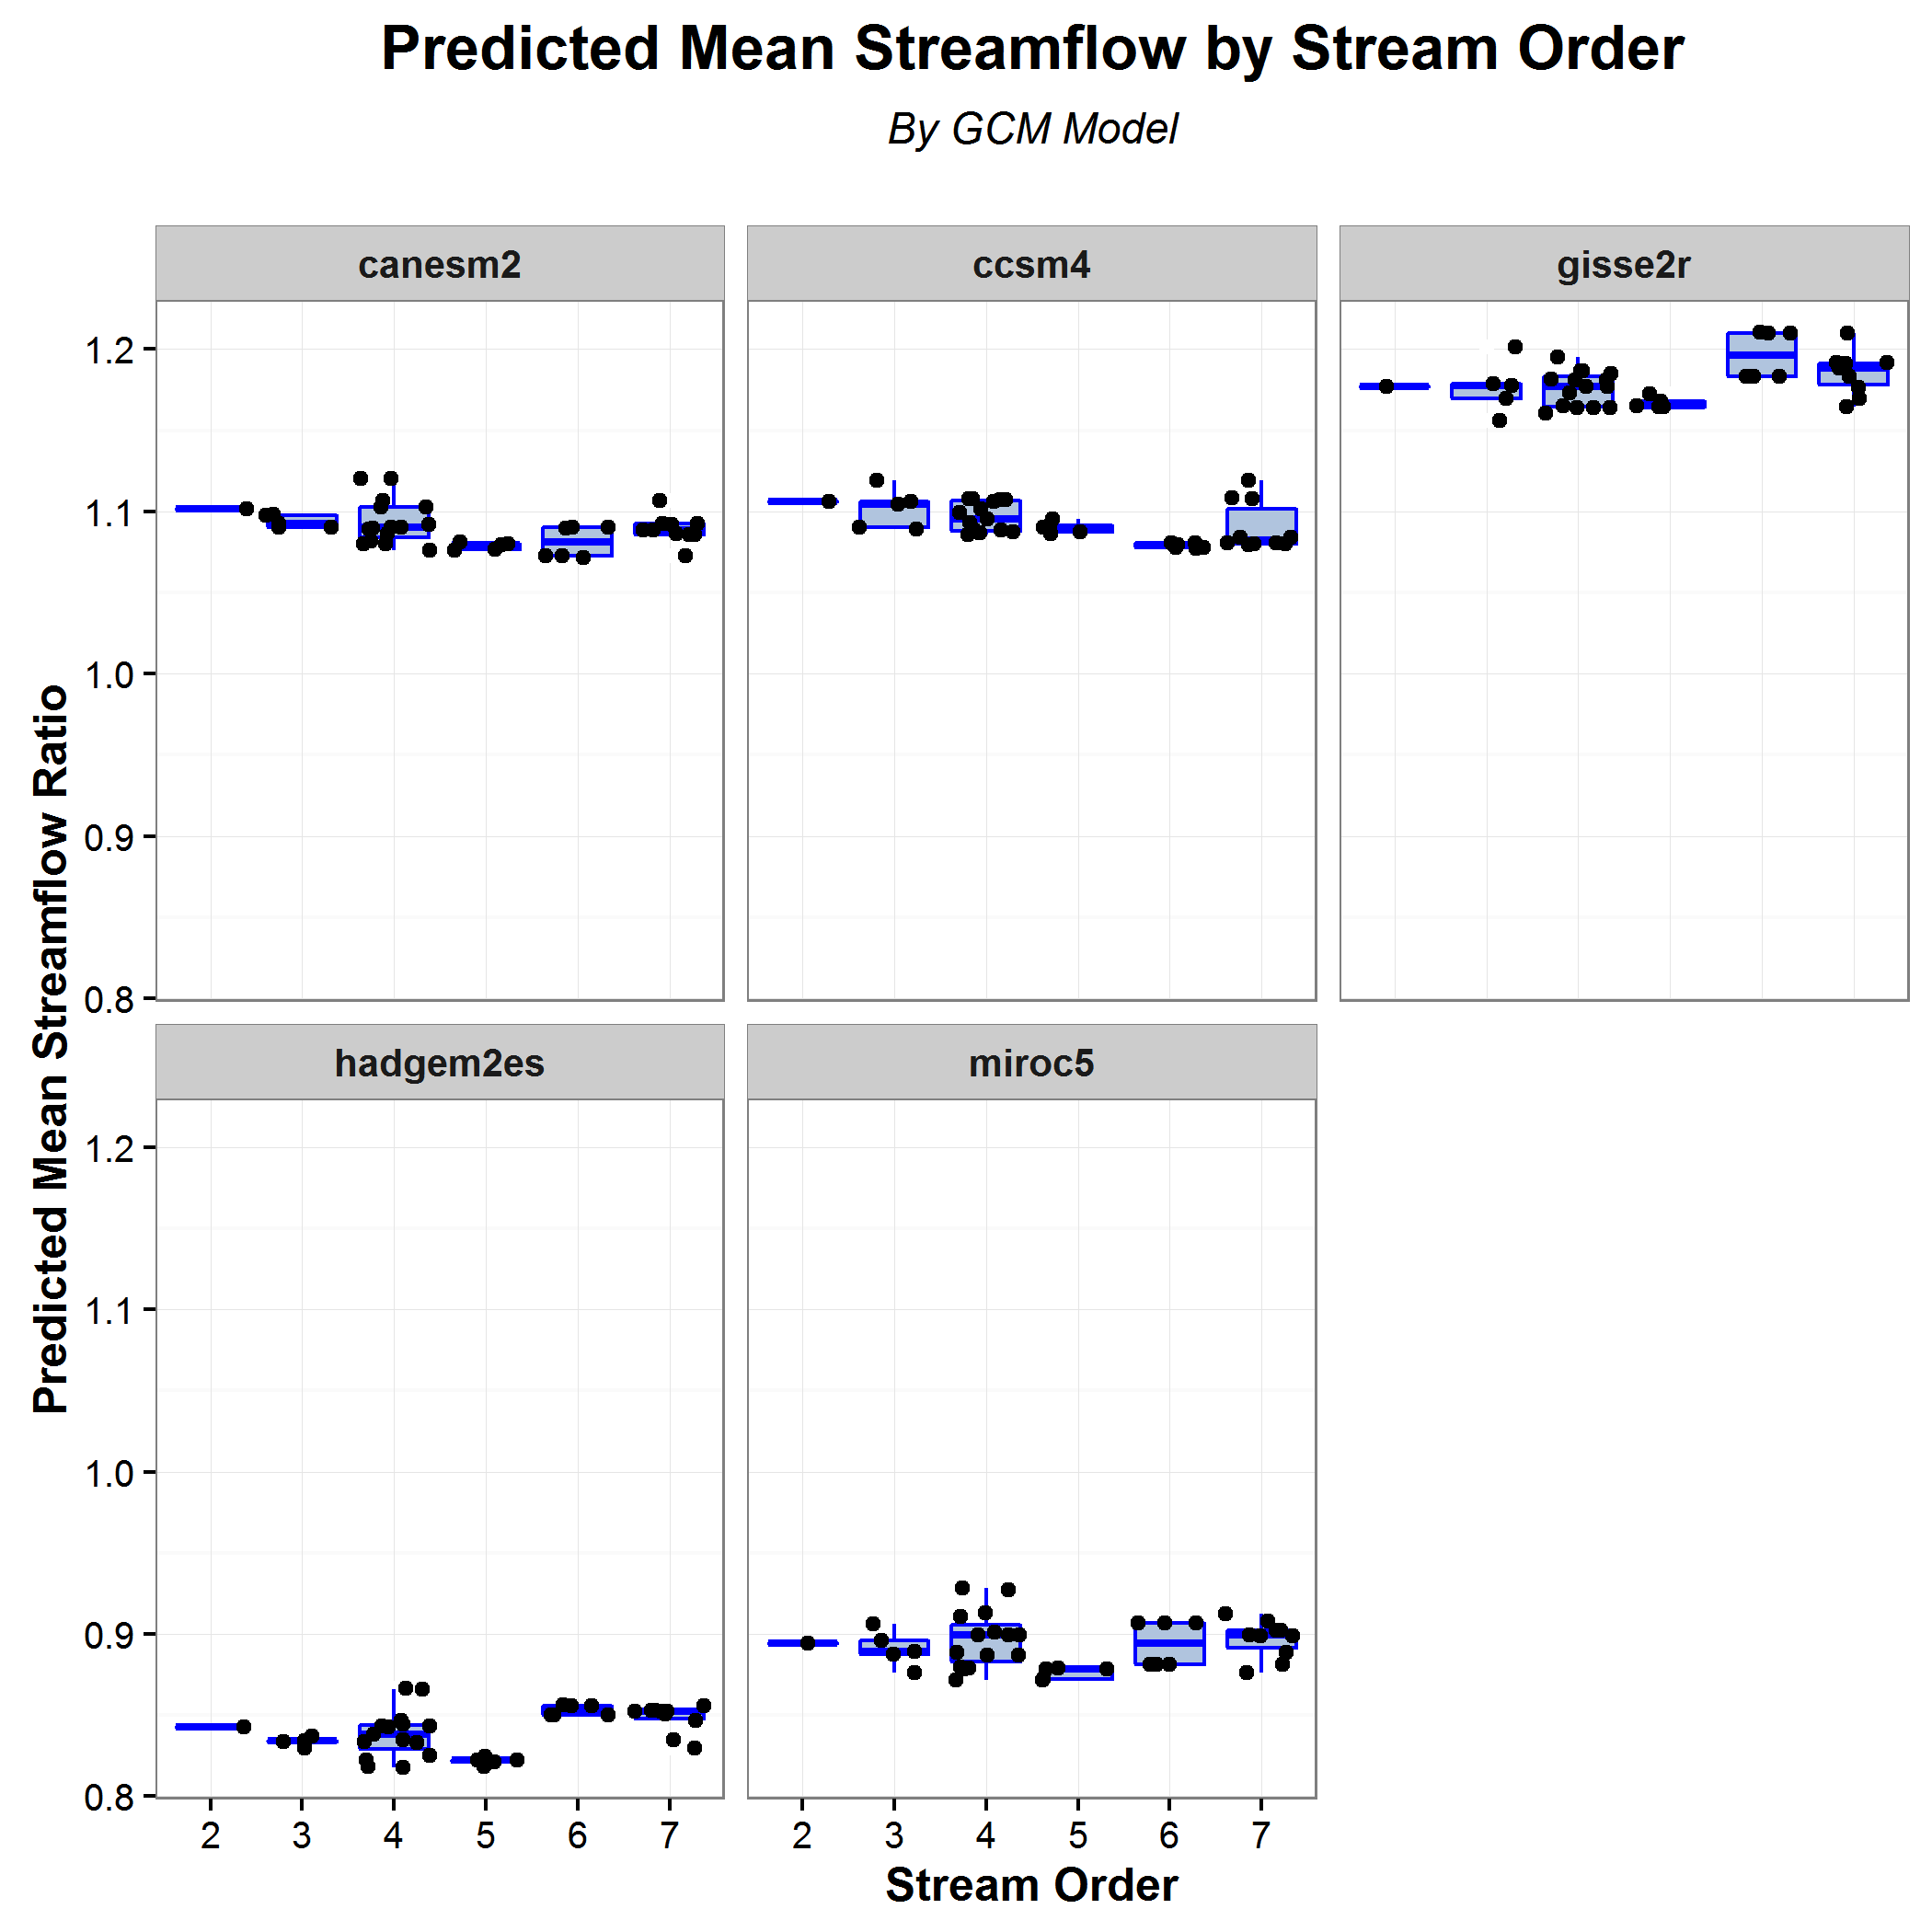 Predicted Mean Streamflow by Stream Order
By GCM Model
canesm2
ccsm4
gisse2r
1.2
1.1
1.0
0.9
0.8
Predicted Mean Streamflow Ratio
hadgem2es
miroc5
1.2
1.1
1.0
0.9
0.8
2 3 4 5 6 7
2 3 4 5 6 7
Stream Order